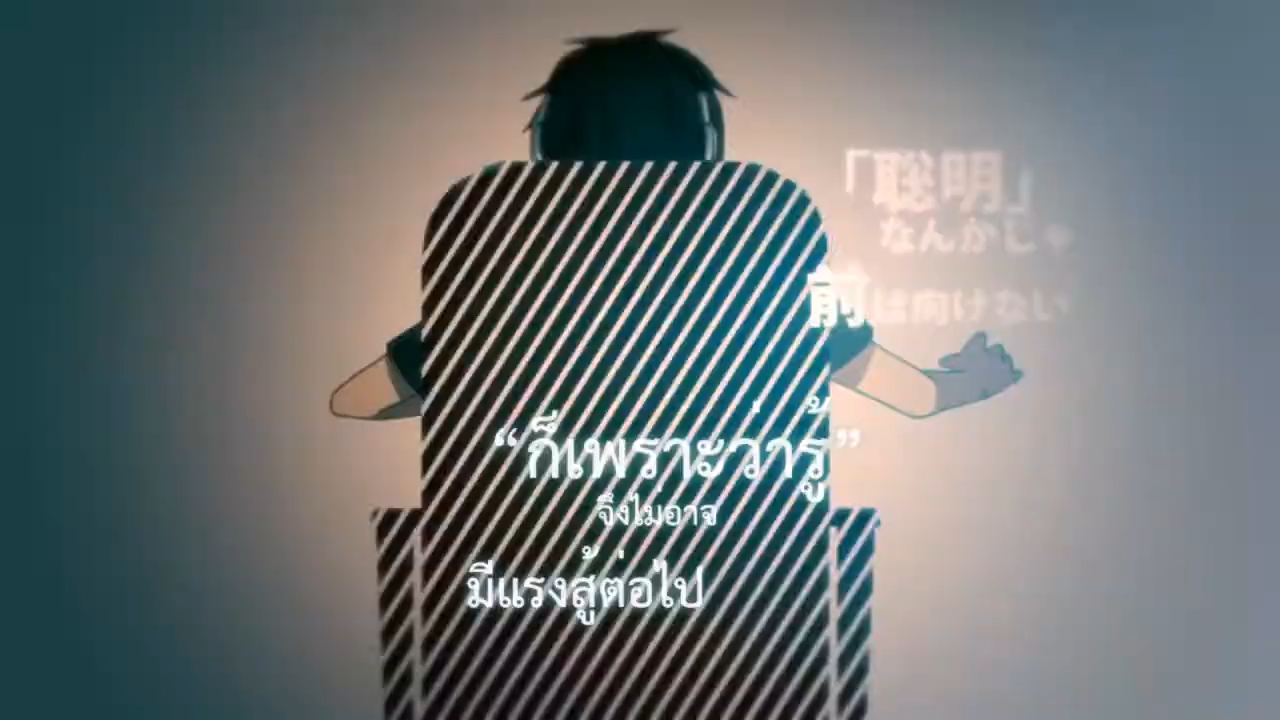 「聡明」
なんかじゃ
前は向けない
“ก็เพราะว่ารู้”
จึงไม่อาจ
มีแรงสู้ต่อไป